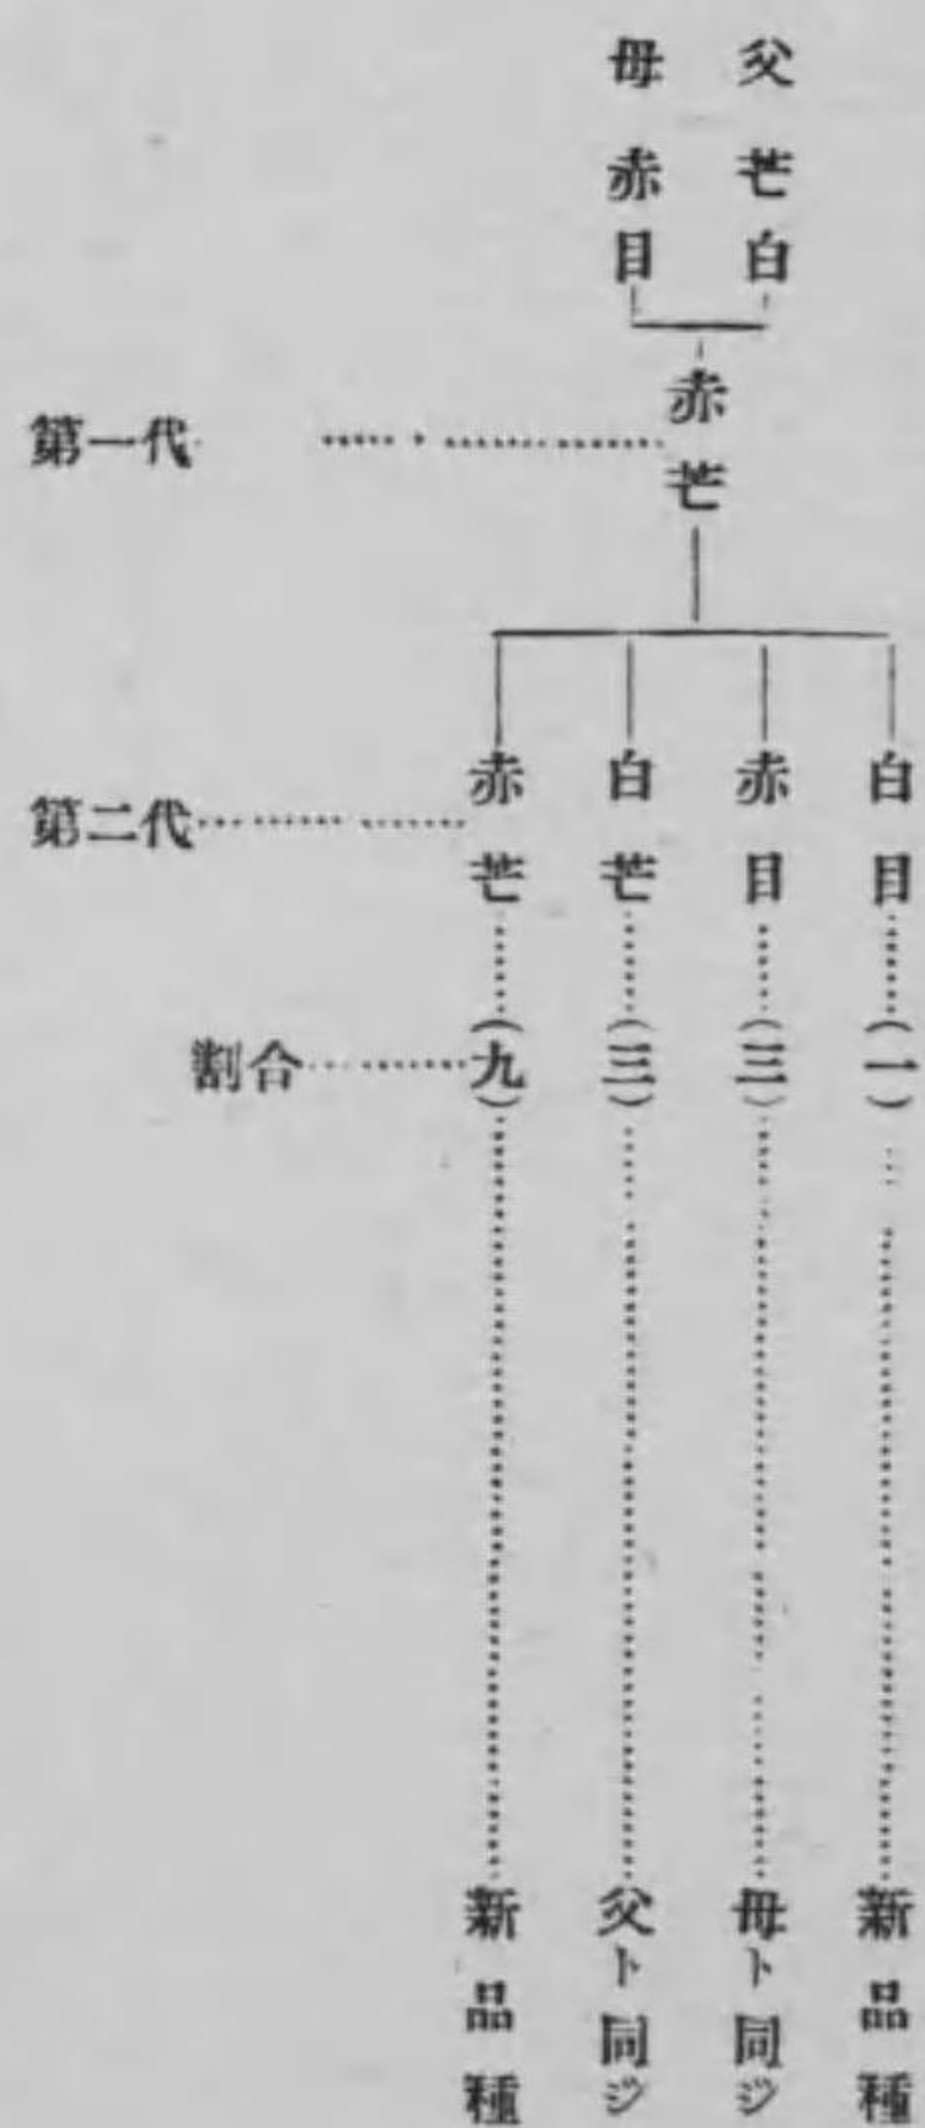 父 芒白
母 赤目
赤芒
第一代
白目(一)新品種
赤目(三)母ト同ジ
白芒(三)父ト同ジ
赤芒(九)新品種
第二代
割合